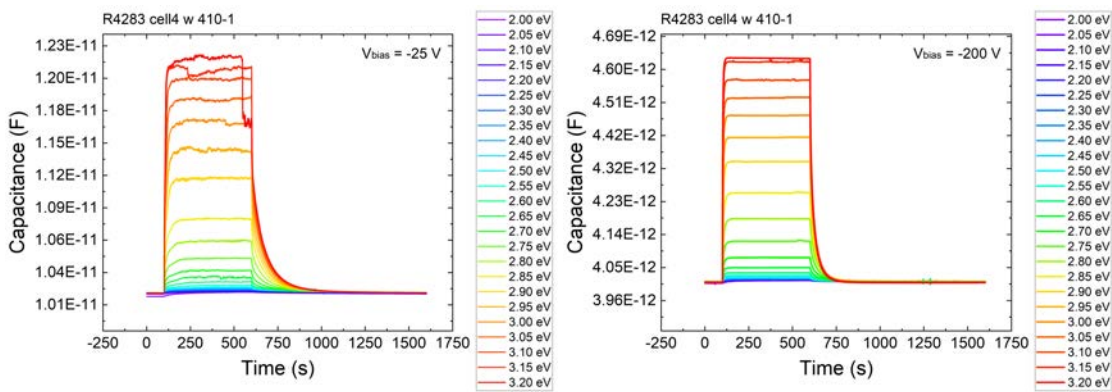 R4283 cell4 w 410-1
Vbias = -25 V
Capacitance (F)
1.23E-11
1.20E-11
1.18E-11
1.15E-11
1.12E-11
1.09E-11
1.06E-11
1.04E-11
1.01E-11
-250 0 250 500 750 1000 1250 1500 1750
Time (s)
2.00 eV
2.05 eV
2.10 eV
2.15 eV
2.20 eV
2.25 eV
2.30 eV
2.35 eV
2.40 eV
2.45 eV
2.50 eV
2.55 eV
2.60 eV
2.65 eV
2.70 eV
2.75 eV
2.80 eV
2.85 eV
2.90 eV
2.95 eV
3.00 eV
3.05 eV
3.10 eV
3.15 eV
3.20 eV
R4283 cell4 w 410-1
Vbias = -200 V
Capacitance (F)
4.69E-12
4.60E-12
4.51E-12
4.42E-12
4.32E-12
4.23E-12
4.14E-12
4.05E-12
3.96E-12
-250 0 250 500 750 1000 1250 1500 1750
Time (s)
2.00 eV
2.05 eV
2.10 eV
2.15 eV
2.20 eV
2.25 eV
2.30 eV
2.35 eV
2.40 eV
2.45 eV
2.50 eV
2.55 eV
2.60 eV
2.65 eV
2.70 eV
2.75 eV
2.80 eV
2.85 eV
2.90 eV
2.95 eV
3.00 eV
3.05 eV
3.10 eV
3.15 eV
3.20 eV